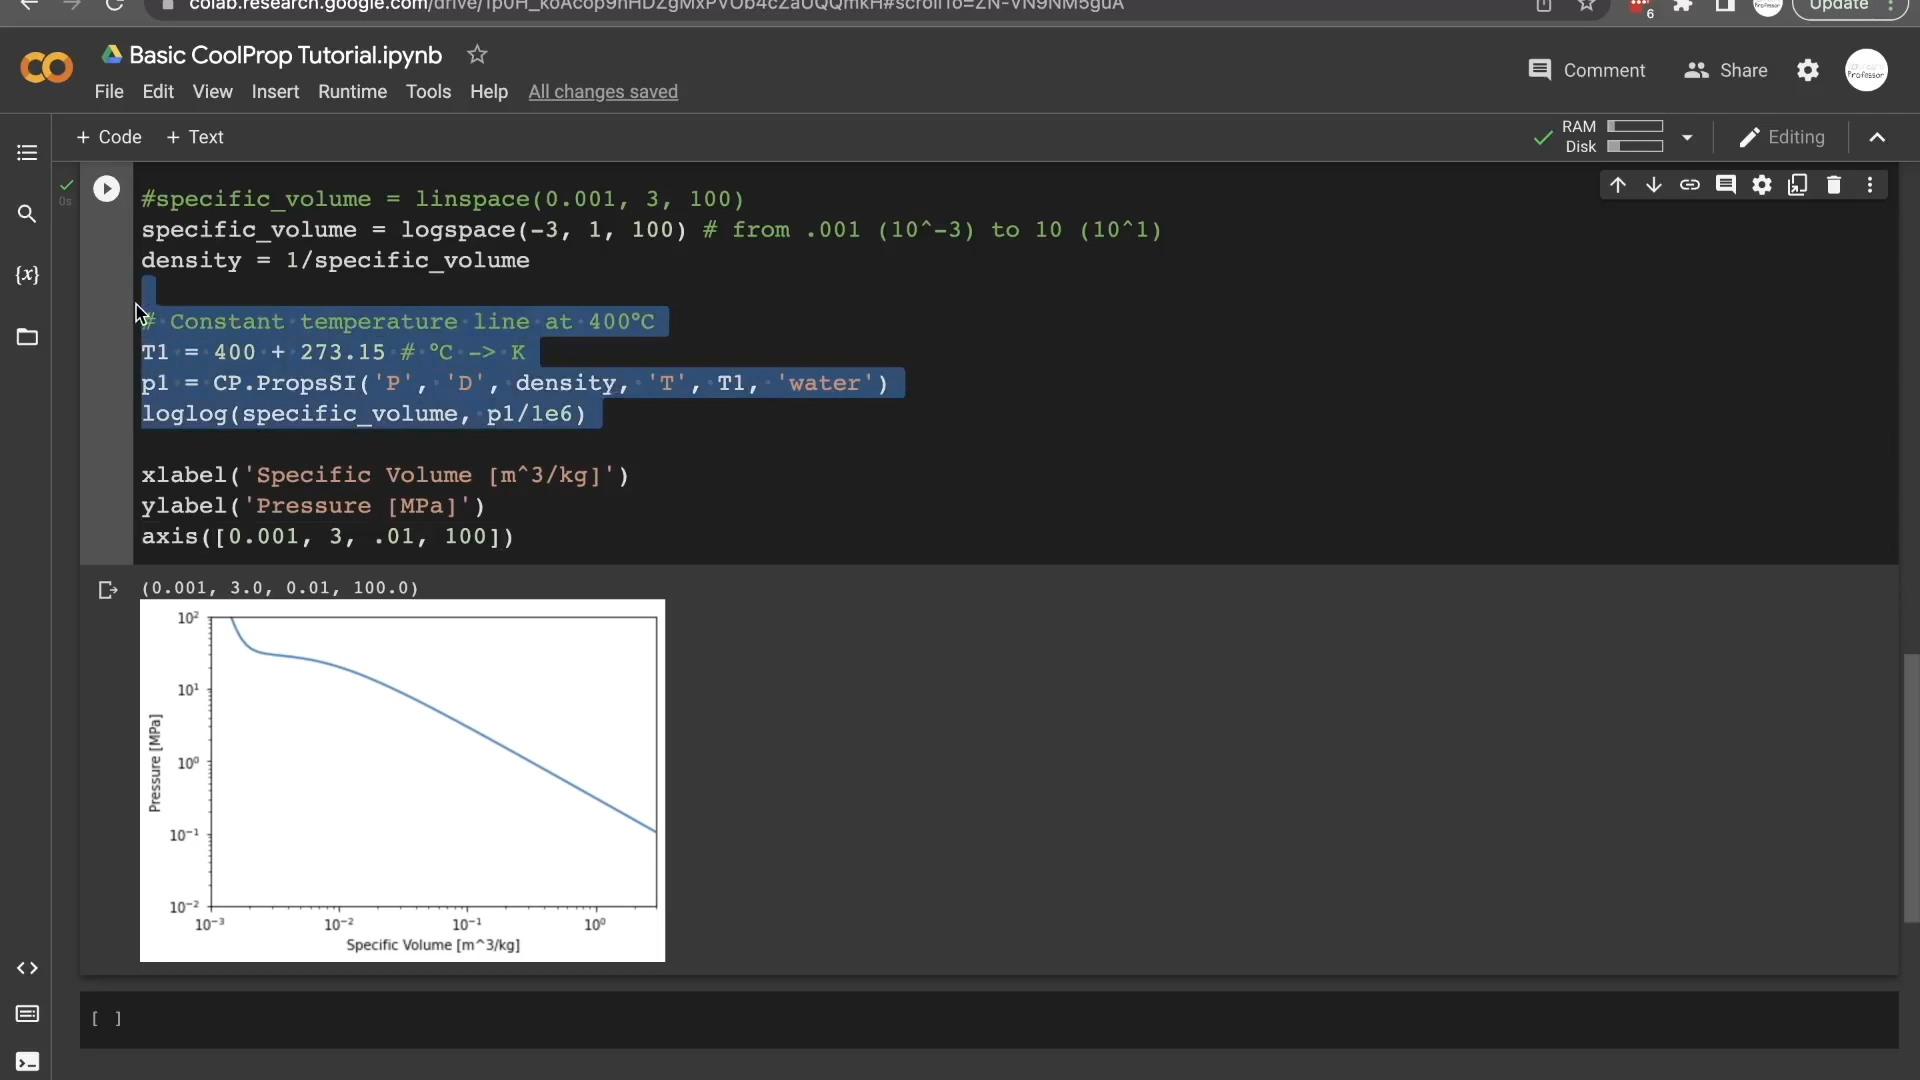 Update
6
Basic CoolProp Tutorial.ipynb
File Edit View Insert Runtime Tools Help All changes saved
Comment Share
Professor
+ Code + Text
RAM
Disk
Editing
{x}
0s
#specific_volume = linspace(0.001, 3, 100)
specific_volume = logspace(-3, 1, 100) # from .001 (10^-3) to 10 (10^1)
density = 1/specific_volume
# Constant temperature line at 400°C
T1 = 400 + 273.15 # °C -> K
p1 = CP.PropsSI('P', 'D', density, 'T', T1, 'water')
loglog(specific_volume, p1/1e6)
xlabel('Specific Volume [m^3/kg]')
ylabel('Pressure [MPa]')
axis([0.001, 3, .01, 100])
(0.001, 3.0, 0.01, 100.0)
10²
10¹
10⁰
10⁻¹
10⁻²
Pressure [MPa]
10⁻³ 10⁻² 10⁻¹ 10⁰
Specific Volume [m^3/kg]
[ ]